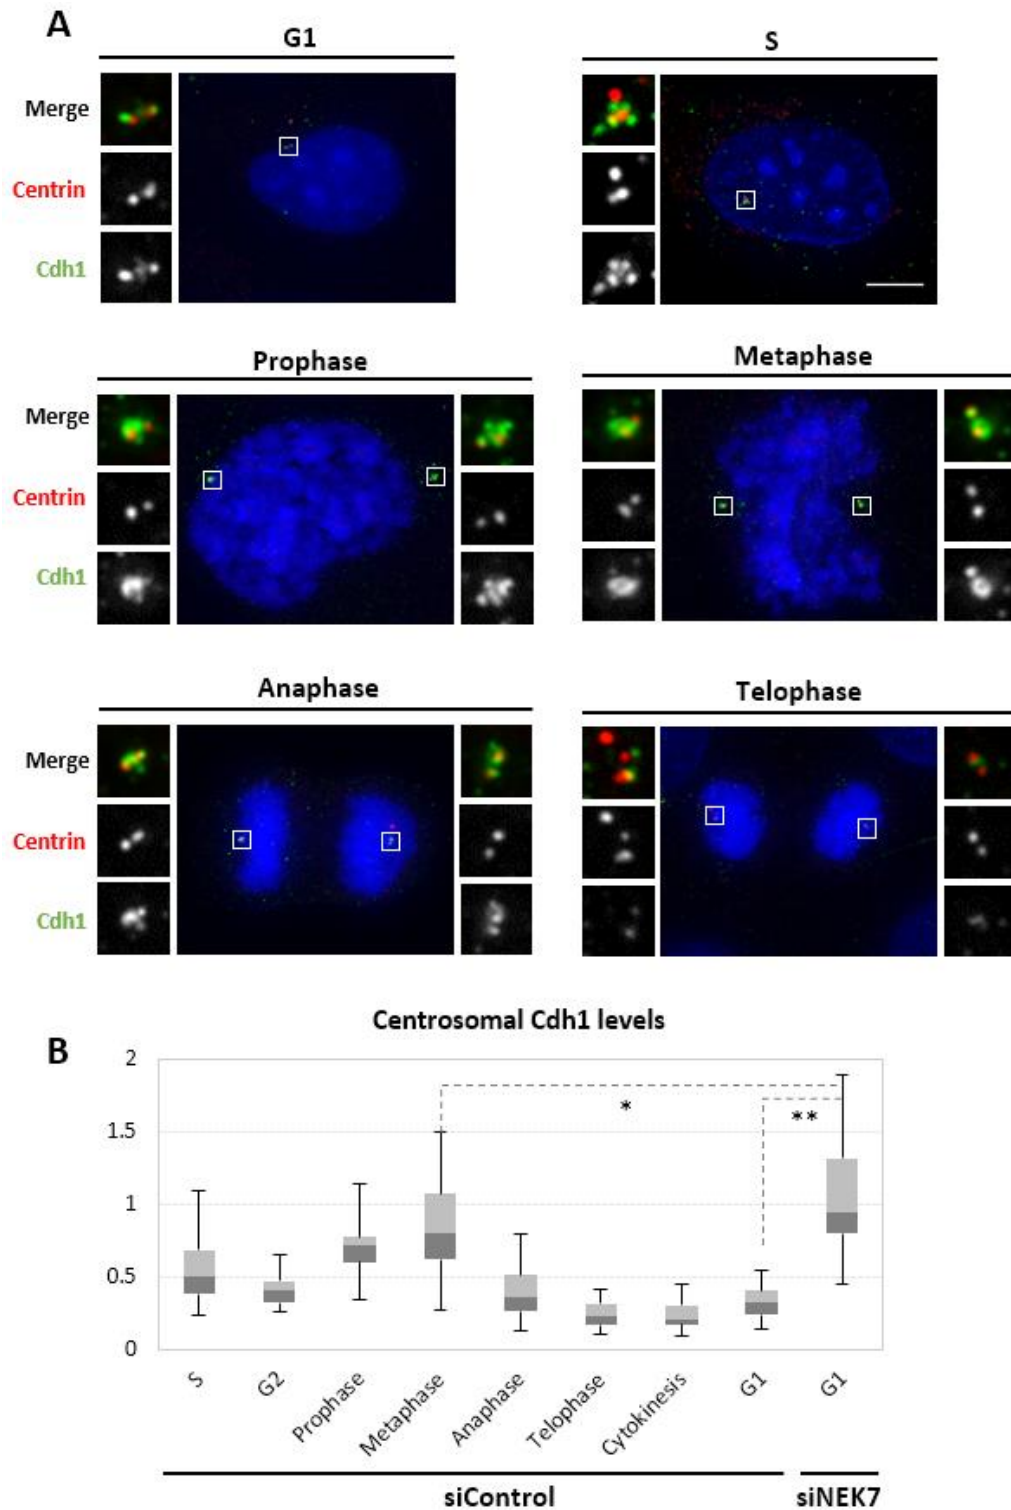 A
G1
S
Merge
Centrin
Cdh1
Prophase
Metaphase
Merge
Centrin
Cdh1
Anaphase
Telophase
Merge
Centrin
Cdh1
Centrosomal Cdh1 levels
B
2
1.5
1
0.5
0
*
**
S
G2
Prophase
Metaphase
Anaphase
Telophase
Cytokinesis
G1
G1
siControl
siNEK7